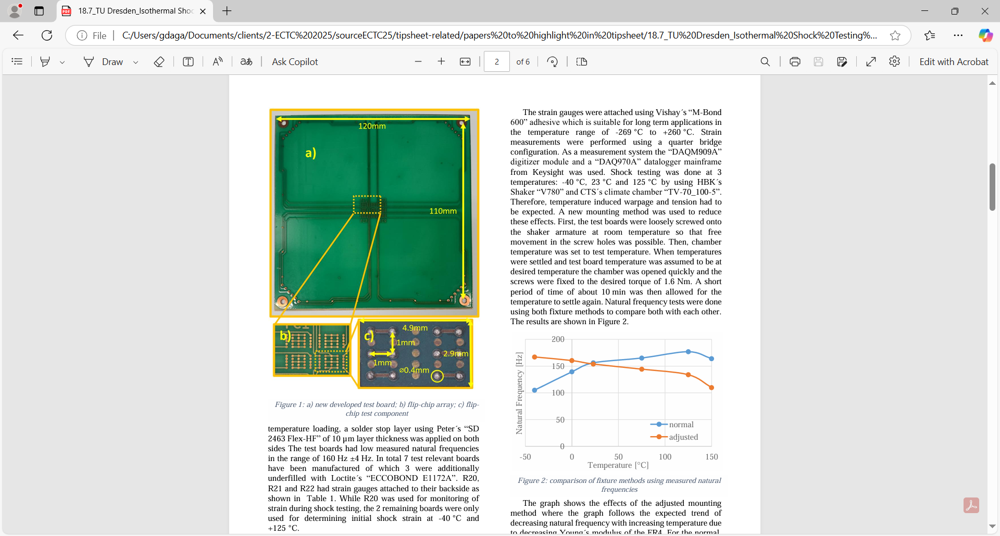 18.7_TU Dresden_Isothermal Shoc
File
C:/Users/gdaga/Documents/clients/2-ECTC%202025/sourceECTC25/tipsheet-related/papers%20to%20highlight%20in%20tipsheet/18.7_TU%20Dresden_Isothermal%20Shock%20Testing%...
Draw
Ask Copilot
2
of 6
Edit with Acrobat
120mm
a)
110mm
b)
c)
4.9mm
1mm
2.9mm
1mm
⌀0.4mm
Figure 1: a) new developed test board; b) flip-chip array; c) flip-
chip test component
temperature loading, a solder stop layer using Peter´s “SD
2463 Flex-HF” of 10 µm layer thickness was applied on both
sides The test boards had low measured natural frequencies
in the range of 160 Hz ±4 Hz. In total 7 test relevant boards
have been manufactured of which 3 were additionally
underfilled with Loctite´s “ECCOBOND E1172A”. R20,
R21 and R22 had strain gauges attached to their backside as
shown in Table 1. While R20 was used for monitoring of
strain during shock testing, the 2 remaining boards were only
used for determining initial shock strain at -40 °C and
+125 °C.
The strain gauges were attached using Vishay´s “M-Bond
600” adhesive which is suitable for long term applications in
the temperature range of -269 °C to +260 °C. Strain
measurements were performed using a quarter bridge
configuration. As a measurement system the “DAQM909A”
digitizer module and a “DAQ970A” datalogger mainframe
from Keysight was used. Shock testing was done at 3
temperatures: -40 °C, 23 °C and 125 °C by using HBK´s
Shaker “V780” and CTS´s climate chamber “TV-70_100-5”.
Therefore, temperature induced warpage and tension had to
be expected. A new mounting method was used to reduce
these effects. First, the test boards were loosely screwed onto
the shaker armature at room temperature so that free
movement in the screw holes was possible. Then, chamber
temperature was set to test temperature. When temperatures
were settled and test board temperature was assumed to be at
desired temperature the chamber was opened quickly and the
screws were fixed to the desired torque of 1.6 Nm. A short
period of time of about 10 min was then allowed for the
temperature to settle again. Natural frequency tests were done
using both fixture methods to compare both with each other.
The results are shown in Figure 2.
Natural Frequency [Hz]
200
150
100
50
0
normal
adjusted
-50
0
50
100
150
Temperature [°C]
Figure 2: comparison of fixture methods using measured natural
frequencies
The graph shows the effects of the adjusted mounting
method where the graph follows the expected trend of
decreasing natural frequency with increasing temperature due
to decreasing Young´s modulus of the FR4. For the normal